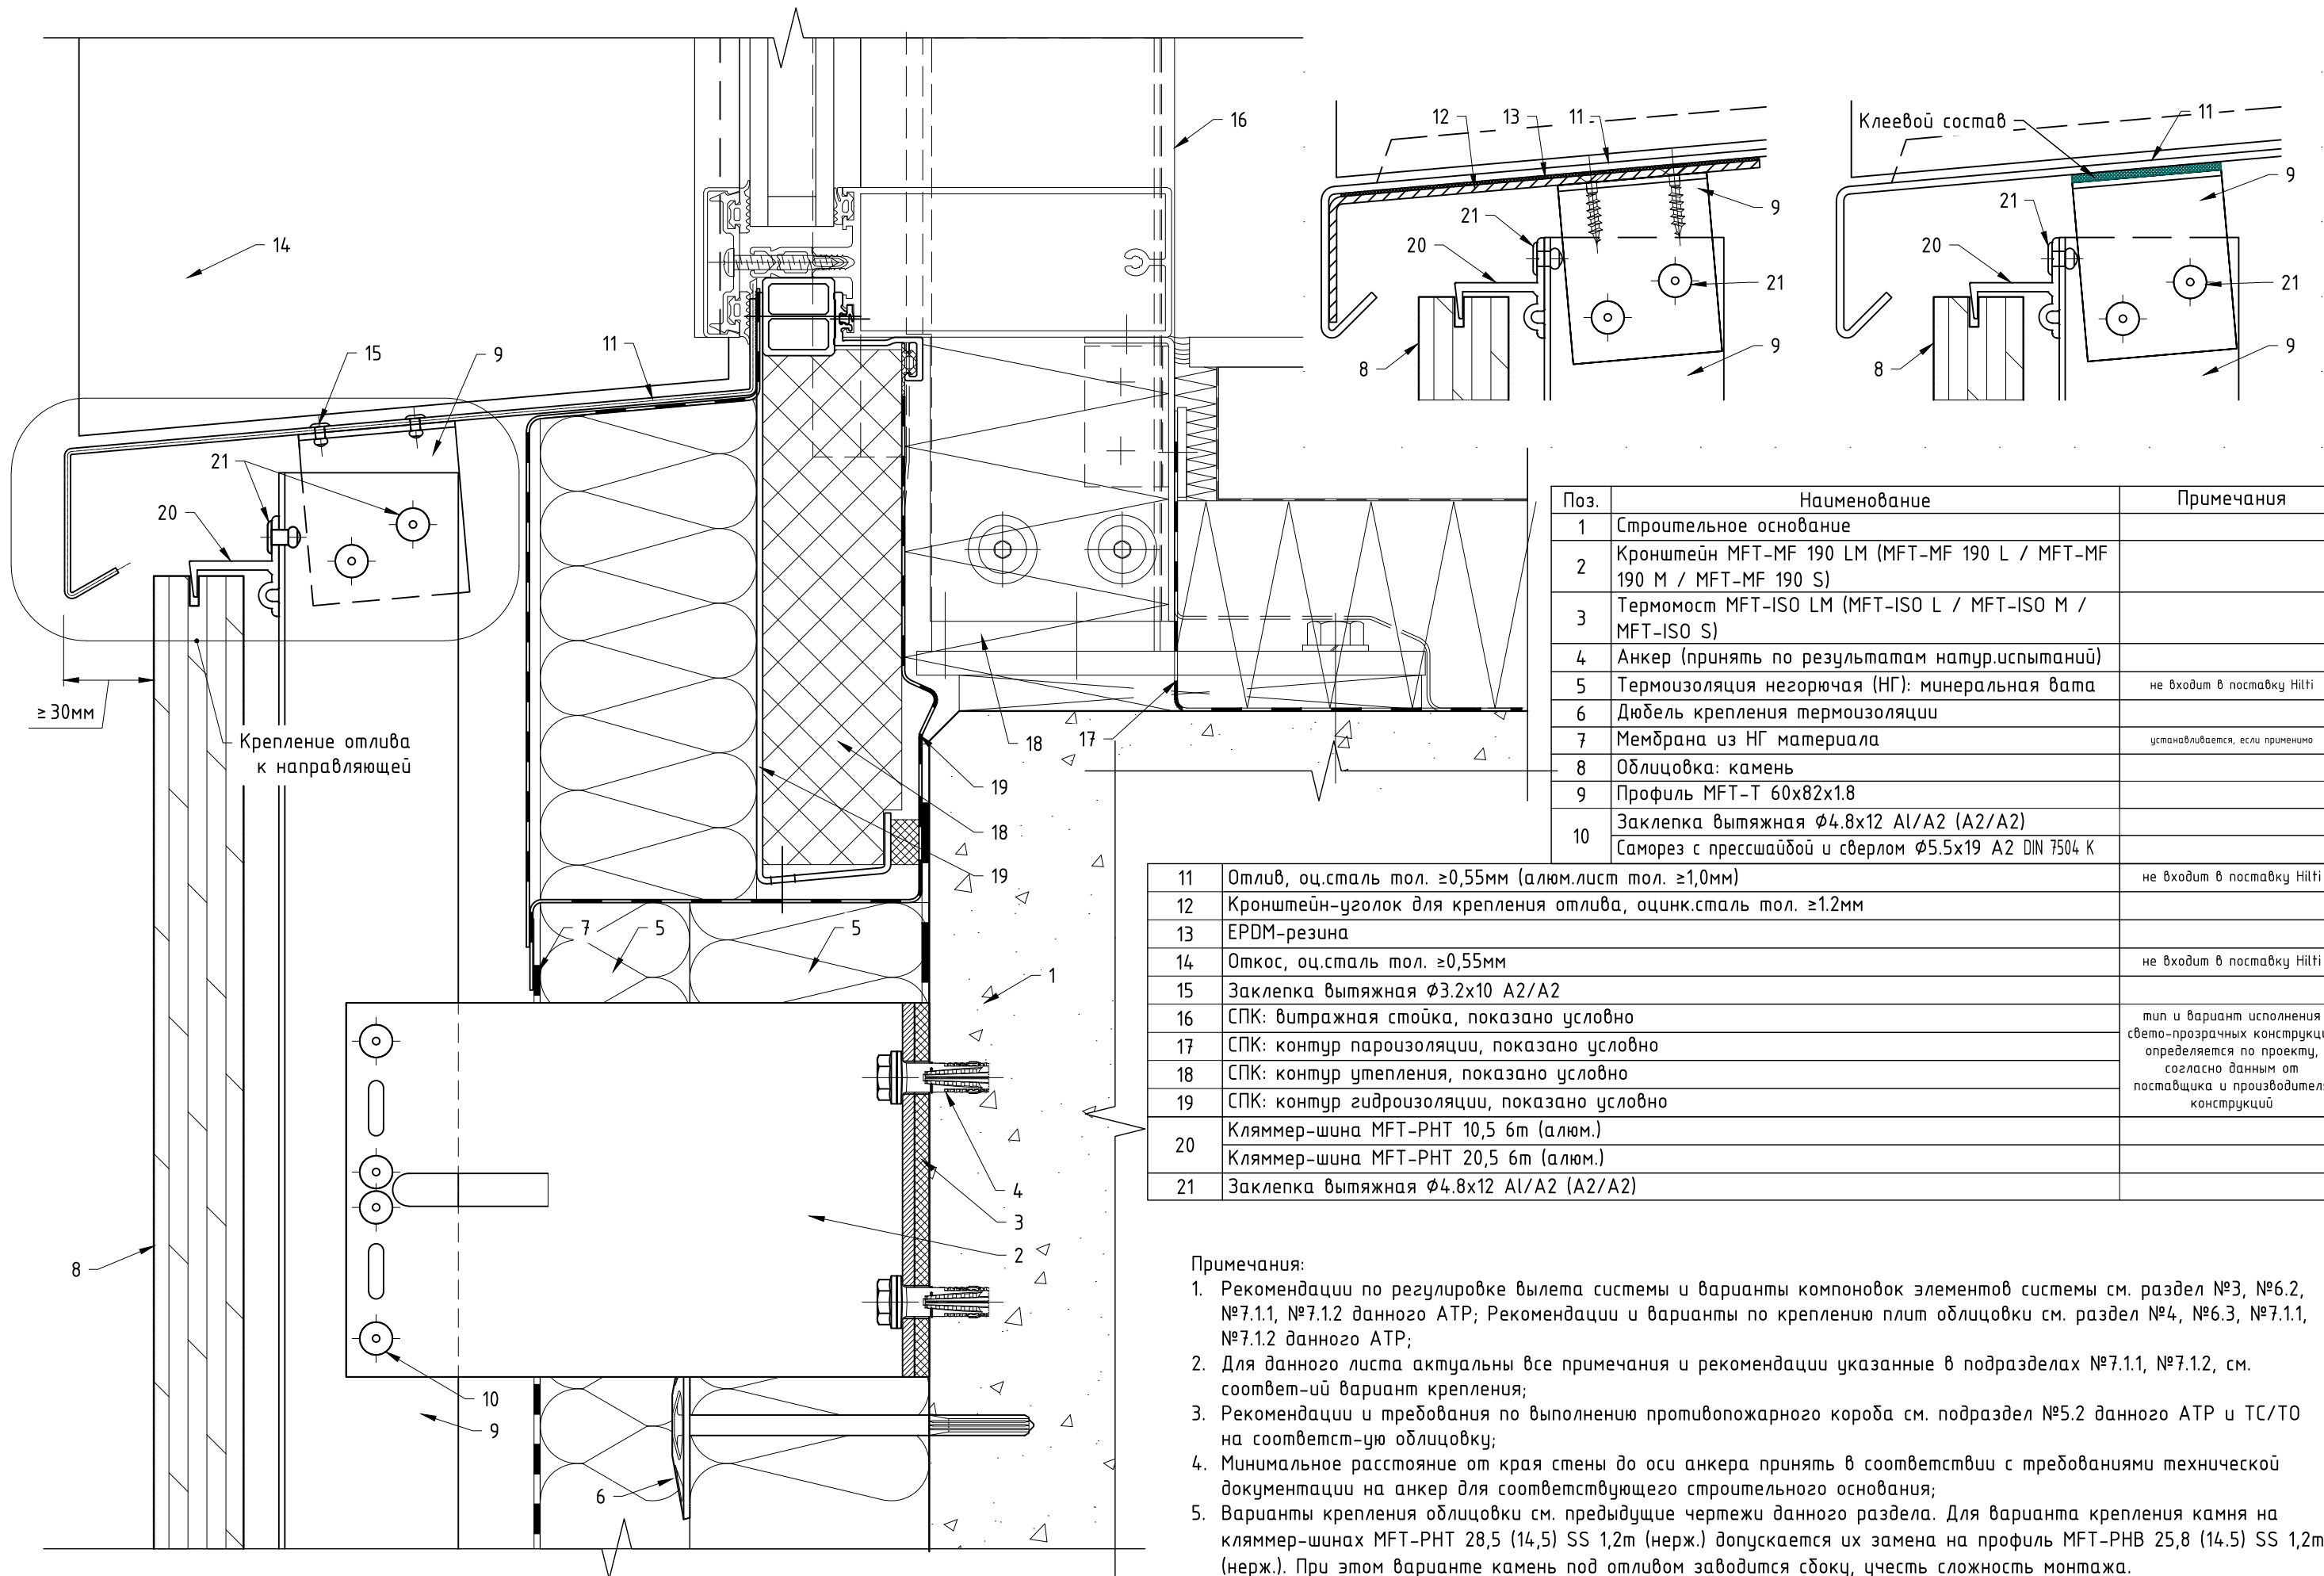 16
12
13
11
Клеевой состав
11
9
9
21
21
14
20
20
21
21
15
9
11
8
9
8
9
21
20
≥ 30мм
Крепление отлива
к направляющей
18
17
19
18
19
7
5
5
1
4
3
2
8
10
9
6
Поз.
Наименование
Примечания
1
Строительное основание
2
Кронштейн MFT-MF 190 LM (MFT-MF 190 L / MFT-MF
190 M / MFT-MF 190 S)
3
Термомост MFT-ISO LM (MFT-ISO L / MFT-ISO M /
MFT-ISO S)
4
Анкер (принять по результатам натур.испытаний)
5
Термоизоляция негорючая (НГ): минеральная вата
не входит в поставку Hilti
6
Дюбель крепления термоизоляции
7
Мембрана из НГ материала
устанавливается, если применимо
8
Облицовка: камень
9
Профиль MFT-T 60x82x1.8
10
Заклепка вытяжная Ф4.8x12 Al/A2 (A2/A2)
Саморез с прессшайбой и сверлом Ф5.5x19 A2 DIN 7504 K
11
Отлив, оц.сталь тол. ≥0,55мм (алюм.лист тол. ≥1,0мм)
не входит в поставку Hilti
12
Кронштейн-уголок для крепления отлива, оцинк.сталь тол. ≥1.2мм
13
EPDM-резина
14
Откос, оц.сталь тол. ≥0,55мм
не входит в поставку Hilti
15
Заклепка вытяжная Ф3.2x10 A2/A2
16
СПК: витражная стойка, показано условно
тип и вариант исполнения
свето-прозрачных конструкци
определяется по проекту,
согласно данным от
поставщика и производителя
конструкций
17
СПК: контур пароизоляции, показано условно
18
СПК: контур утепления, показано условно
19
СПК: контур гидроизоляции, показано условно
20
Кляммер-шина MFT-PHT 10,5 6m (алюм.)
Кляммер-шина MFT-PHT 20,5 6m (алюм.)
21
Заклепка вытяжная Ф4.8x12 Al/A2 (A2/A2)
Примечания:
1. Рекомендации по регулировке вылета системы и варианты компоновок элементов системы см. раздел №3, №6.2,
№7.1.1, №7.1.2 данного АТР; Рекомендации и варианты по креплению плит облицовки см. раздел №4, №6.3, №7.1.1,
№7.1.2 данного АТР;
2. Для данного листа актуальны все примечания и рекомендации указанные в подразделах №7.1.1, №7.1.2, см.
соответ-ий вариант крепления;
3. Рекомендации и требования по выполнению противопожарного короба см. подраздел №5.2 данного АТР и ТС/ТО
на соответст-ую облицовку;
4. Минимальное расстояние от края стены до оси анкера принять в соответствии с требованиями технической
документации на анкер для соответствующего строительного основания;
5. Варианты крепления облицовки см. предыдущие чертежи данного раздела. Для варианта крепления камня на
кляммер-шинах MFT-PHT 28,5 (14,5) SS 1,2m (нерж.) допускается их замена на профиль MFT-PHB 25,8 (14.5) SS 1,2m
(нерж.). При этом варианте камень под отливом заводится сбоку, учесть сложность монтажа.